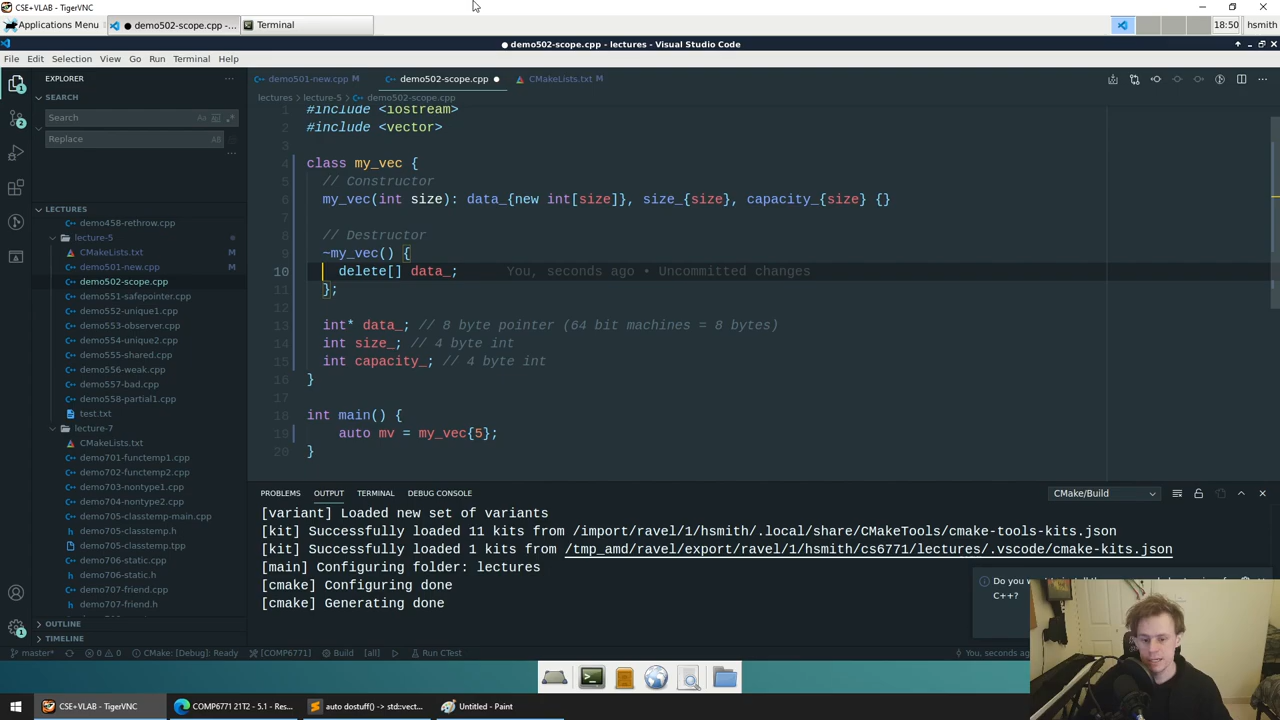 CSE+VLAB - TigerVNC
Applications Menu
demo502-scope.cpp -...
Terminal
18:50
hsmith
demo502-scope.cpp - lectures - Visual Studio Code
File Edit Selection View Go Run Terminal Help
EXPLORER
SEARCH
Search
Replace
LECTURES
demo458-rethrow.cpp
lecture-5
CMakeLists.txt M
demo501-new.cpp M
demo502-scope.cpp
demo551-safepointer.cpp
demo552-unique1.cpp
demo553-observer.cpp
demo554-unique2.cpp
demo555-shared.cpp
demo556-weak.cpp
demo557-bad.cpp
demo558-partial1.cpp
test.txt
lecture-7
CMakeLists.txt
demo701-functemp1.cpp
demo702-functemp2.cpp
demo703-nontype1.cpp
demo704-nontype2.cpp
demo705-classtemp-main.cpp
demo705-classtemp.h
demo705-classtemp.tpp
demo706-static.cpp
demo706-static.h
demo707-friend.cpp
demo707-friend.h
OUTLINE
TIMELINE
demo501-new.cpp M
demo502-scope.cpp
CMakeLists.txt M
lectures > lecture-5 > demo502-scope.cpp
1 #include <iostream>
2 #include <vector>
3
4 class my_vec {
5 // Constructor
6 my_vec(int size): data_{new int[size]}, size_{size}, capacity_{size} {}
7
8 // Destructor
9 ~my_vec() {
10 delete[] data_; You, seconds ago • Uncommitted changes
11 };
12
13 int* data_; // 8 byte pointer (64 bit machines = 8 bytes)
14 int size_; // 4 byte int
15 int capacity_; // 4 byte int
16 }
17
18 int main() {
19 auto mv = my_vec{5};
20 }
PROBLEMS OUTPUT TERMINAL DEBUG CONSOLE
CMake/Build
[variant] Loaded new set of variants
[kit] Successfully loaded 11 kits from /import/ravel/1/hsmith/.local/share/CMakeTools/cmake-tools-kits.json
[kit] Successfully loaded 1 kits from /tmp_amd/ravel/export/ravel/1/hsmith/cs6771/lectures/.vscode/cmake-kits.json
[main] Configuring folder: lectures
[cmake] Configuring done
[cmake] Generating done
Do you
C++?
master* 0 0 CMake: [Debug]: Ready [COMP6771] Build [all] Run CTest
You, seconds ago
CSE+VLAB - TigerVNC
COMP6771 21T2 - 5.1 - Res...
auto dostuff() -> std::vect...
Untitled - Paint